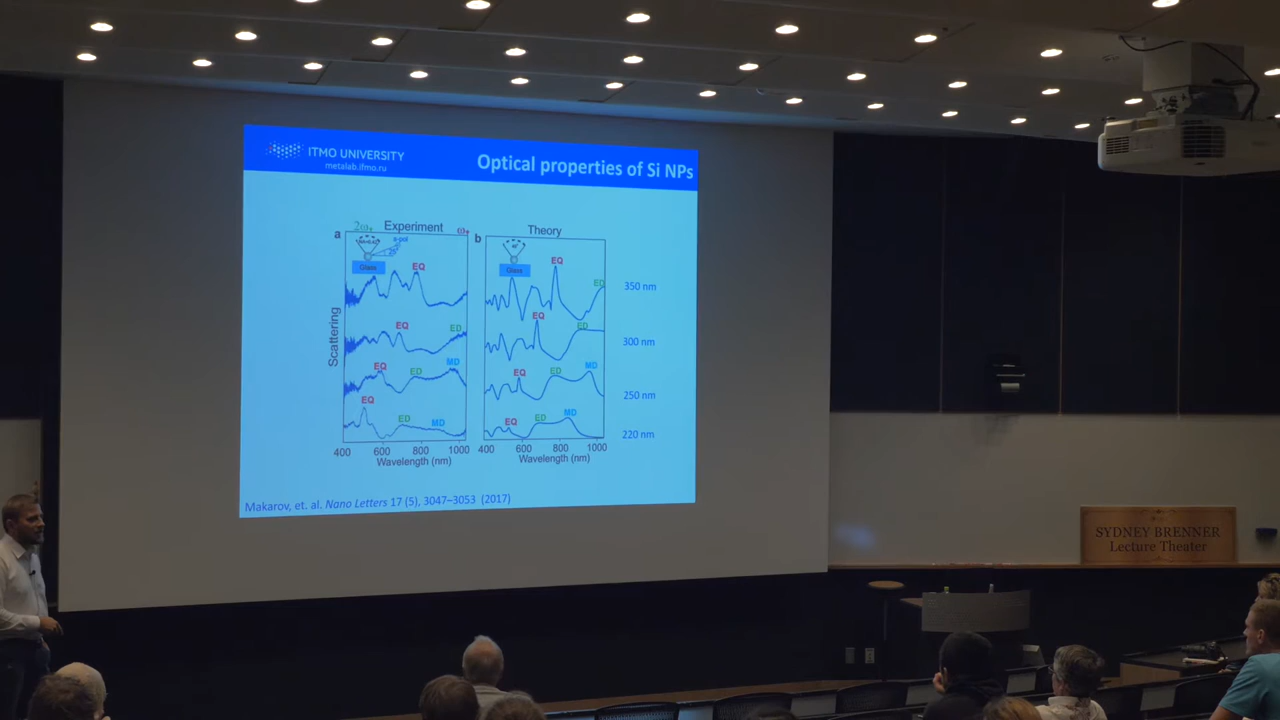 ITMO UNIVERSITY
metalab.ifmo.ru
Optical properties of Si NPs
Experiment
Theory
a
b
Glass
Glass
EQ
EQ
ED
350 nm
EQ
ED
EQ
ED
300 nm
EQ
ED
MD
EQ
ED
MD
250 nm
EQ
ED
MD
EQ
ED
MD
220 nm
Scattering
400 600 800 1000
400 600 800 1000
Wavelength (nm)
Wavelength (nm)
Makarov, et. al. Nano Letters 17 (5), 3047–3053 (2017)
SYDNEY BRENNER
Lecture Theater